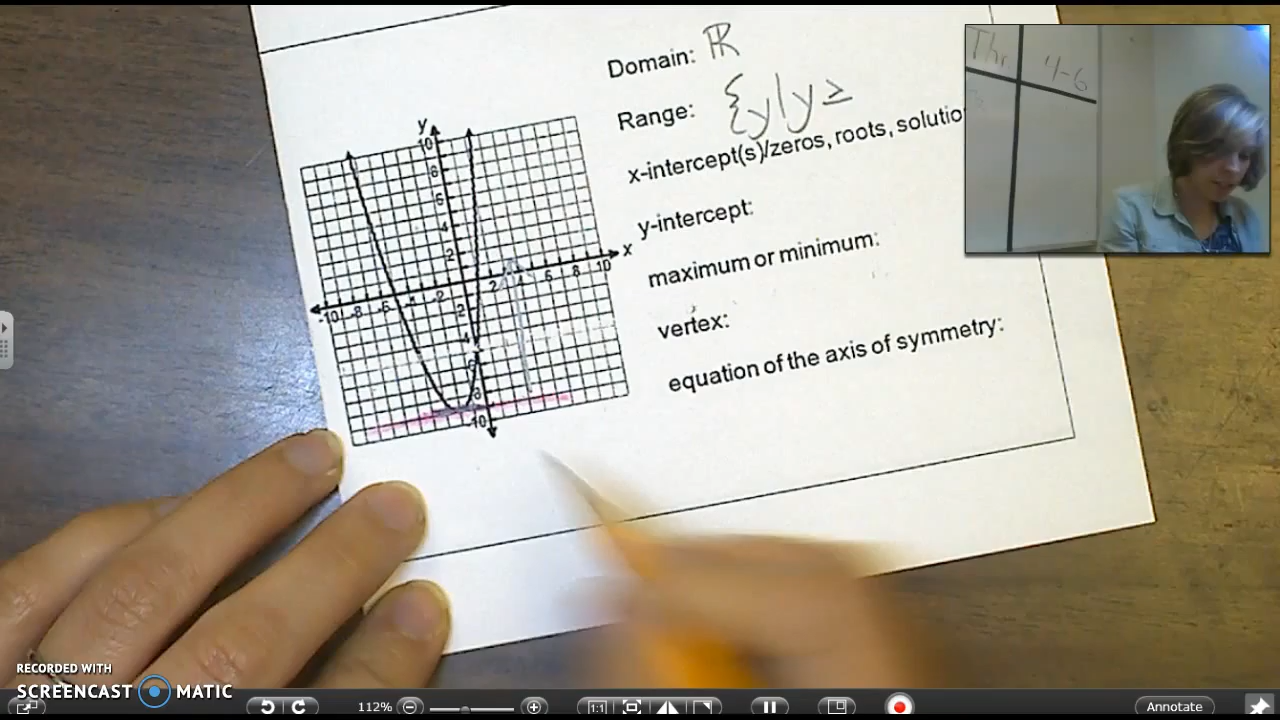 Domain: ℝ
Range: {y|y ≥
x-intercept(s)/zeros, roots, solutio
y-intercept:
maximum or minimum:
vertex:
equation of the axis of symmetry:
y
10
8
6
4
2
x
-10 -8 -6 -4 -2 2 4 6 8 10
2
4
6
8
-10
Thr 4-6
RECORDED WITH
SCREENCAST MATIC
112%
1:1
Annotate